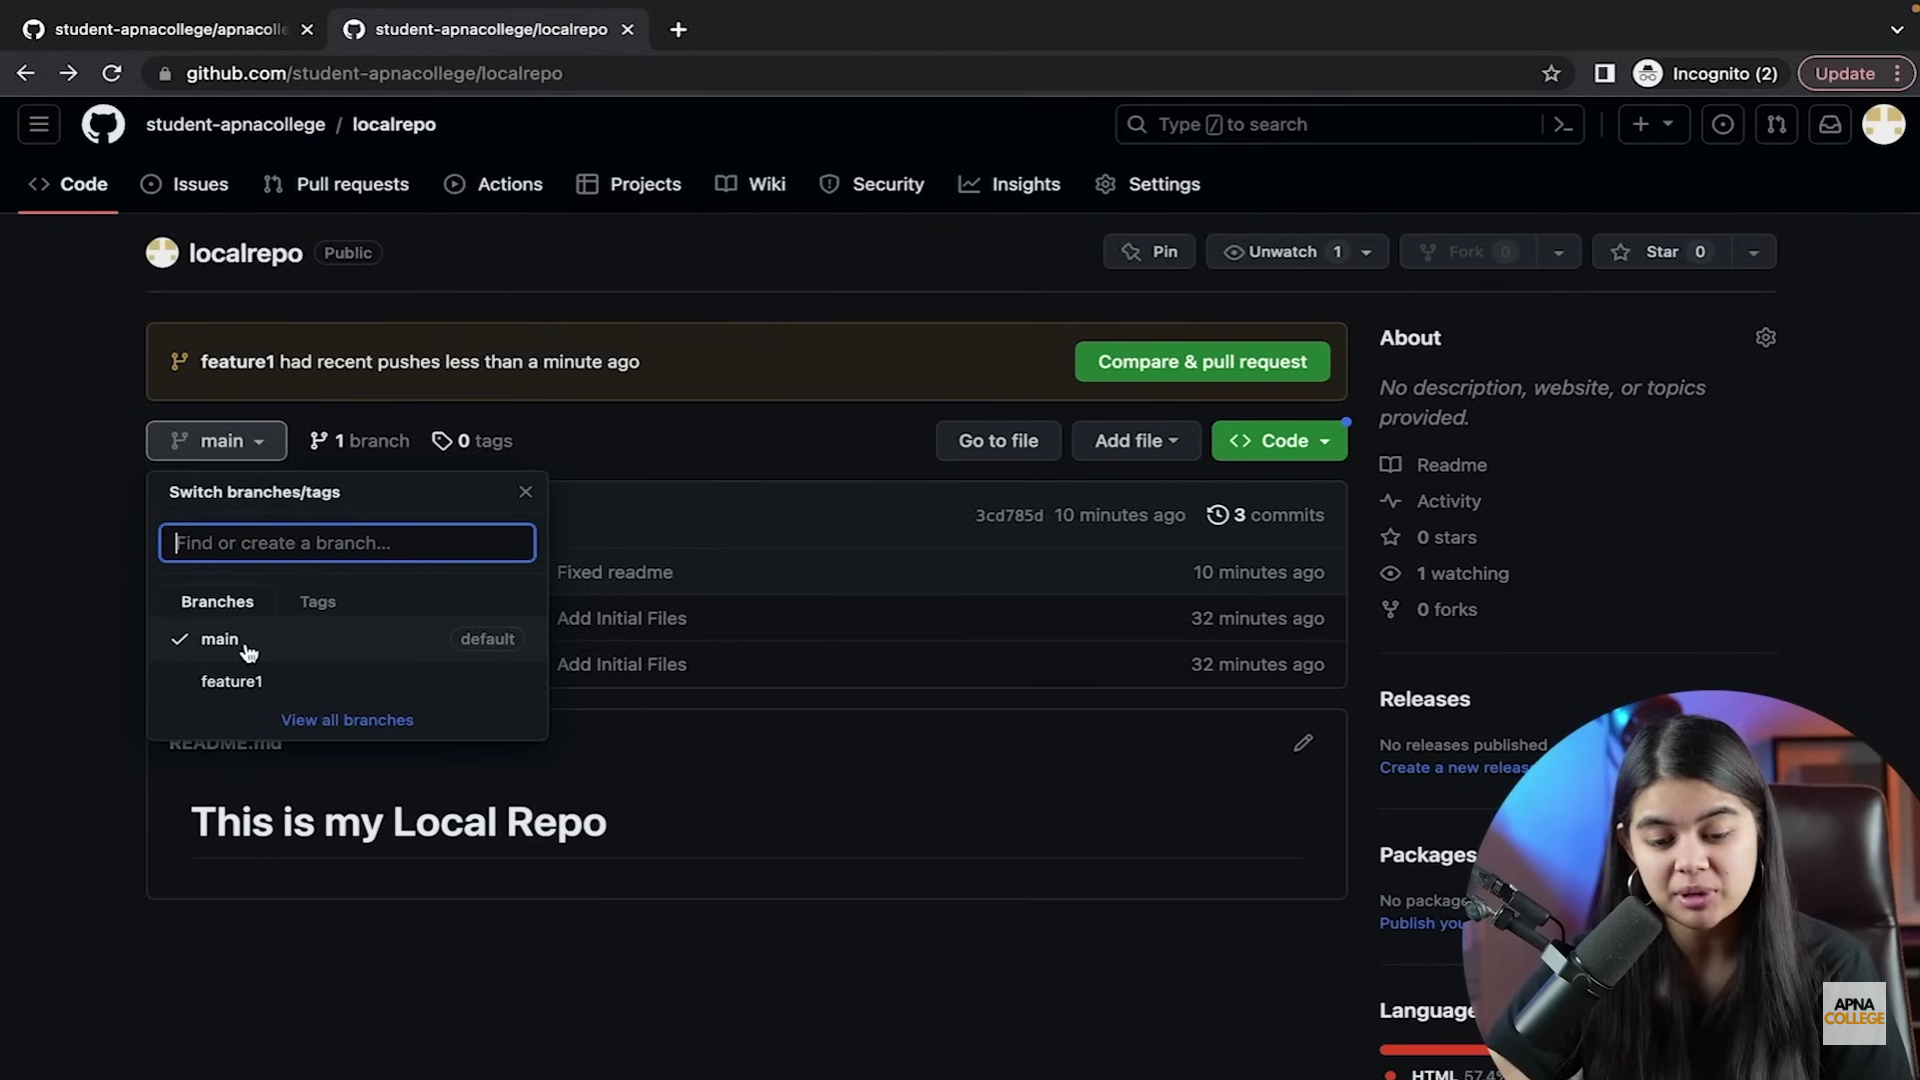 student-apnacollege/apnacolle
student-apnacollege/localrepo
github.com/student-apnacollege/localrepo
Incognito (2)
Update
student-apnacollege / localrepo
Type / to search
Code
Issues
Pull requests
Actions
Projects
Wiki
Security
Insights
Settings
localrepo Public
Pin
Unwatch 1
Fork 0
Star 0
feature1 had recent pushes less than a minute ago
Compare & pull request
main
1 branch
0 tags
Go to file
Add file
Code
Switch branches/tags
Find or create a branch...
Branches Tags
main default
feature1
View all branches
3cd785d 10 minutes ago 3 commits
Fixed readme 10 minutes ago
Add Initial Files 32 minutes ago
Add Initial Files 32 minutes ago
README.md
This is my Local Repo
About
No description, website, or topics
provided.
Readme
Activity
0 stars
1 watching
0 forks
Releases
No releases published
Create a new releas
Packages
No package
Publish you
Language
HTML 57.4%
APNA
COLLEGE